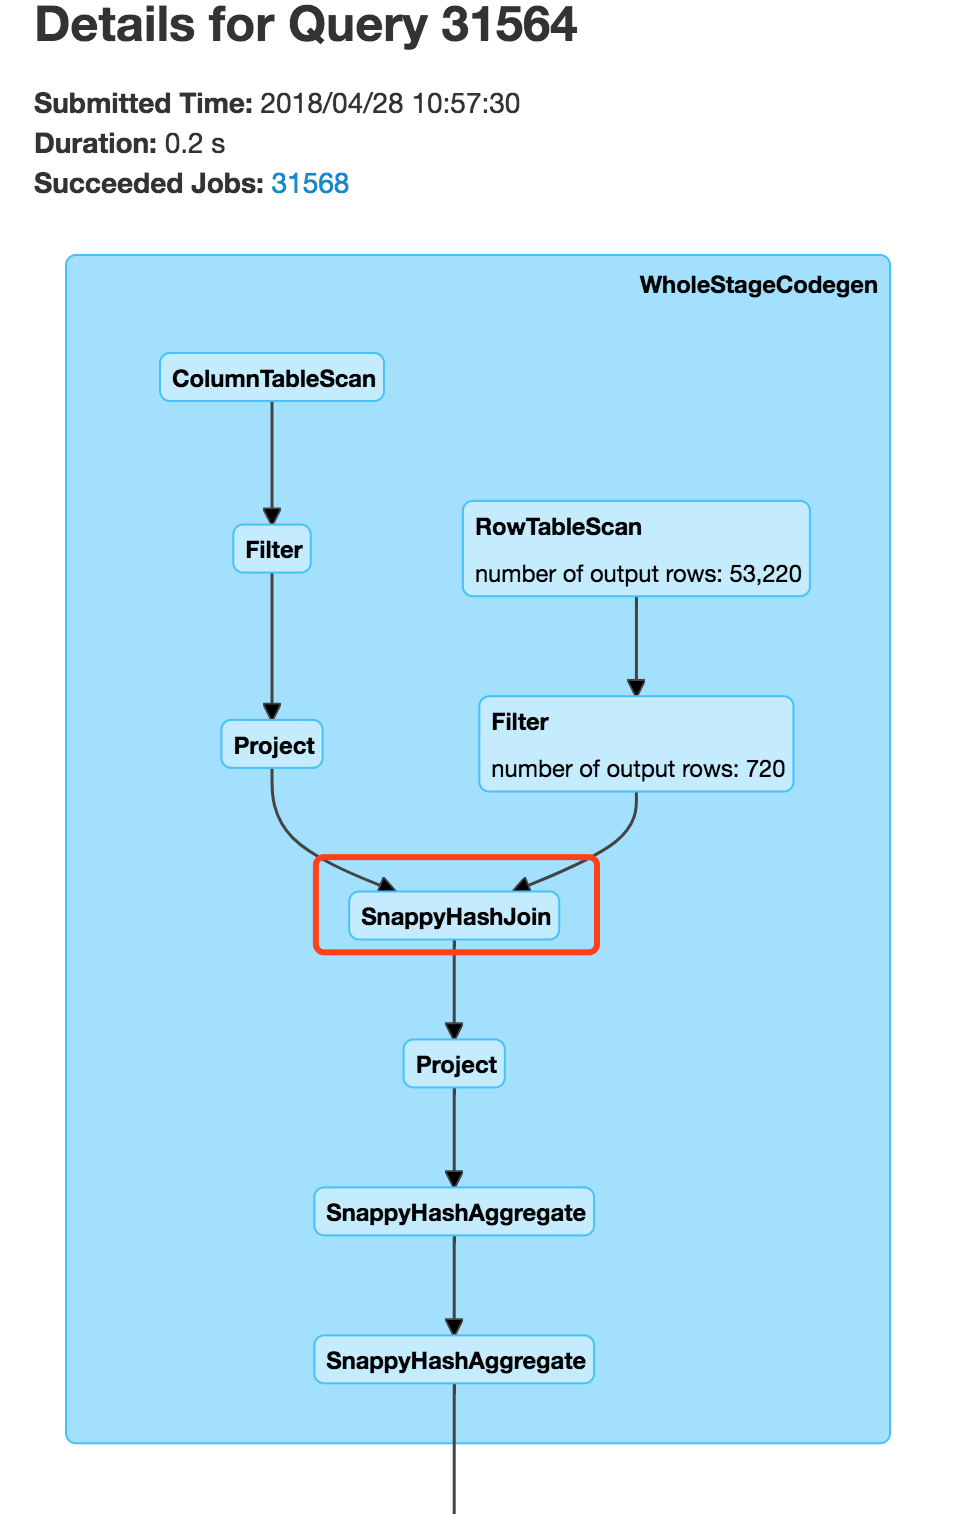 Details for Query 31564
Submitted Time: 2018/04/28 10:57:30
Duration: 0.2 s
Succeeded Jobs: 31568
WholeStageCodegen
ColumnTableScan
Filter
RowTableScan
number of output rows: 53,220
Project
Filter
number of output rows: 720
SnappyHashJoin
Project
SnappyHashAggregate
SnappyHashAggregate